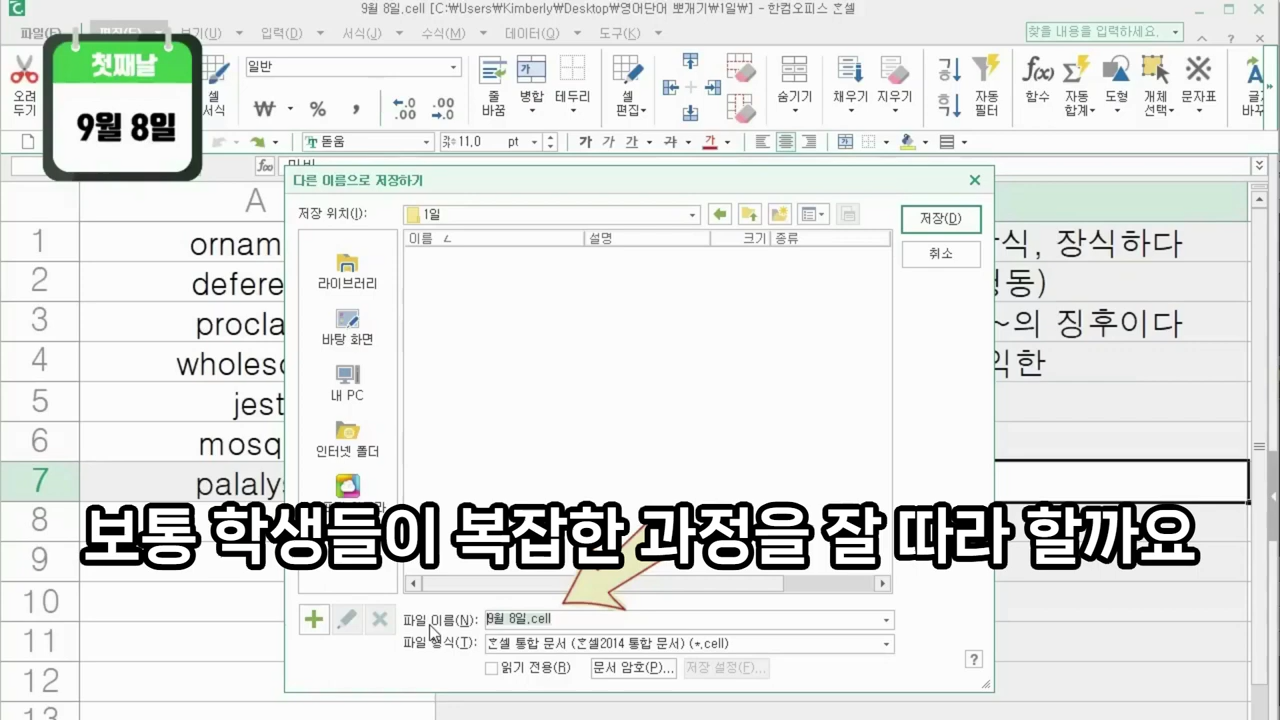 9월 8일.cell [C:₩Users₩Kimberly₩Desktop₩영어단어 뽀개기₩1일₩] - 한컴오피스 한셀
입력(D)
수식(M)
데이터(A)
도구(K)
찾을 내용을 입력하세요.
첫째날
9월 8일
오려
두기
셀
서식
일반
₩ % ,
.00
.00
줄
바꿈
병합
테두리
셀
편집
숨기기
채우기
지우기
자동
필터
함수
자동
합계
도형
개체
선택
문자표
돋움
11.0 pt
가 가 가 가 가
A
다른 이름으로 저장하기
저장 위치(I):
1일
저장(D)
취소
이름
설명
크기
종류
라이브러리
바탕 화면
내 PC
인터넷 폴더
1 ornam
식, 장식하다
2 defere
동)
3 procla
~의 징후이다
4 wholesc
익한
5 jest
6 mosq
7 palaly
8
9
10
11
12
13
보통 학생들이 복잡한 과정을 잘 따라 할까요
파일 이름(N): 9월 8일.cell
파일 형식(T): 한셀 통합 문서 (한셀2014 통합 문서) (*.cell)
읽기 전용(R)
문서 암호(P)...
저장 설정(F)...